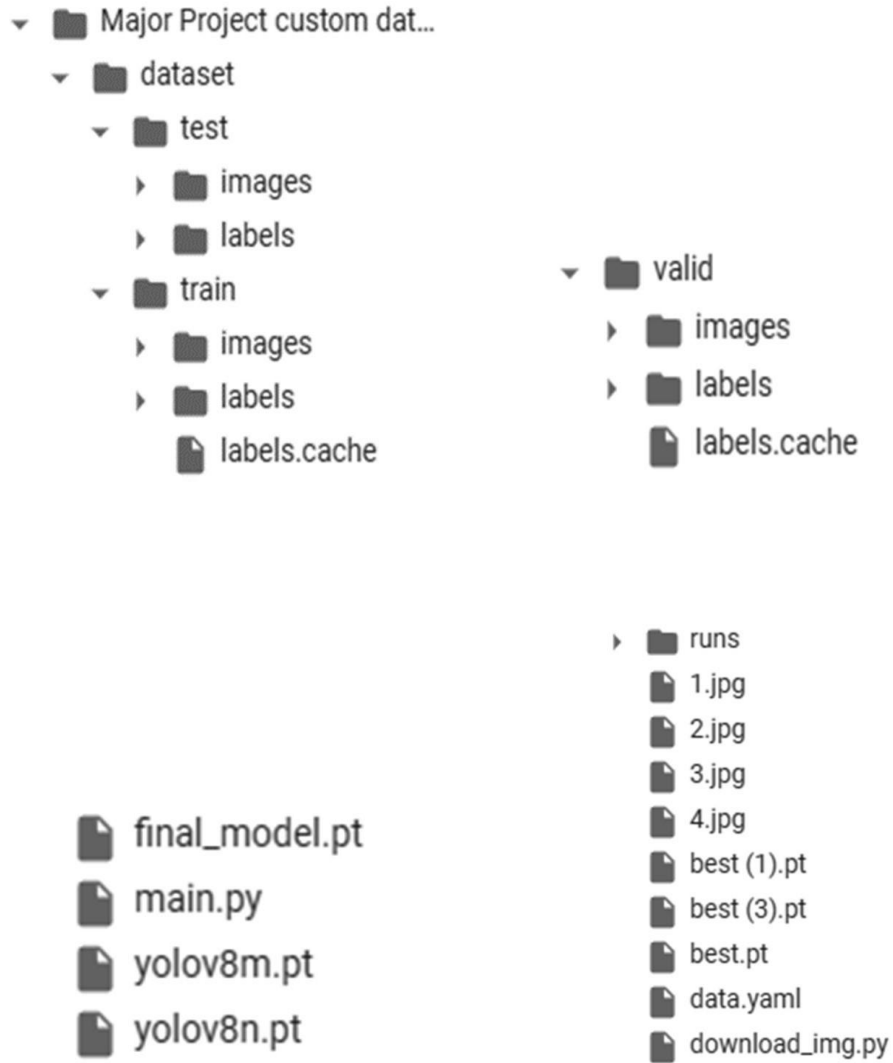 Major Project custom dat...
dataset
test
images
labels
train
images
labels
labels.cache
valid
images
labels
labels.cache
runs
1.jpg
2.jpg
3.jpg
4.jpg
best (1).pt
best (3).pt
best.pt
data.yaml
download_img.py
final_model.pt
main.py
yolov8m.pt
yolov8n.pt